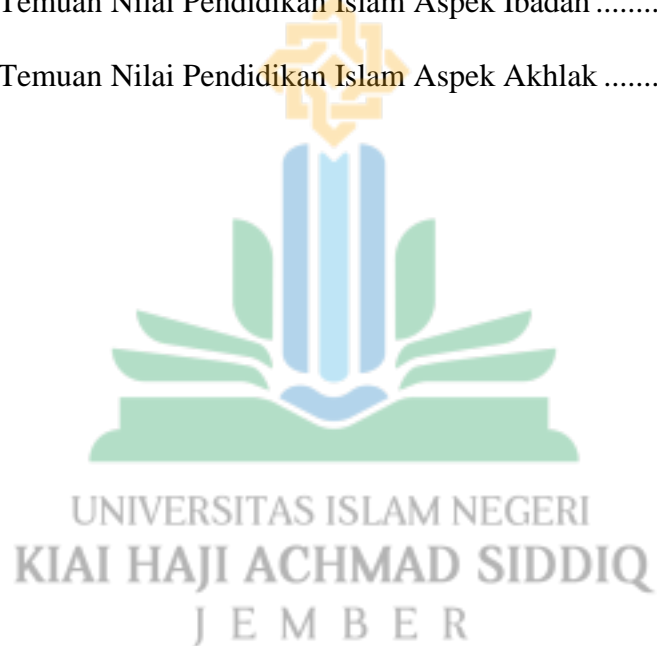 Temuan Nilai Pendidikan Islam Aspek Ibadah ........
Temuan Nilai Pendidikan Islam Aspek Akhlak .......
UNIVERSITAS ISLAM NEGERI
KIAI HAJI ACHMAD SIDDIQ
JEMBER